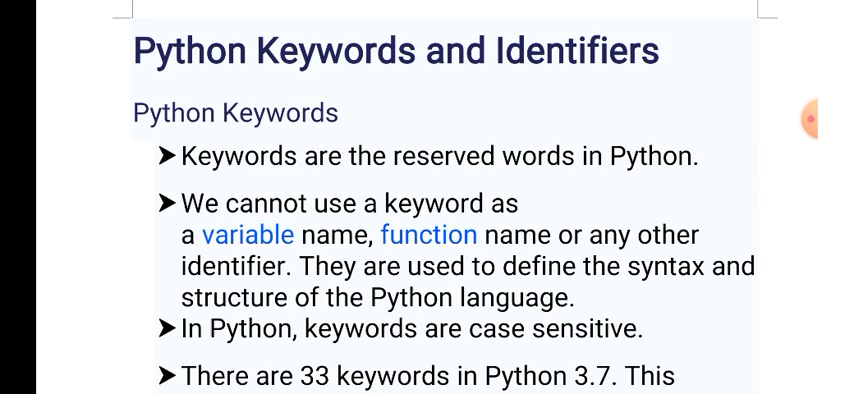 Python Keywords and Identifiers
Python Keywords
➤ Keywords are the reserved words in Python.
➤ We cannot use a keyword as
a variable name, function name or any other
identifier. They are used to define the syntax and
structure of the Python language.
➤ In Python, keywords are case sensitive.
➤ There are 33 keywords in Python 3.7. This